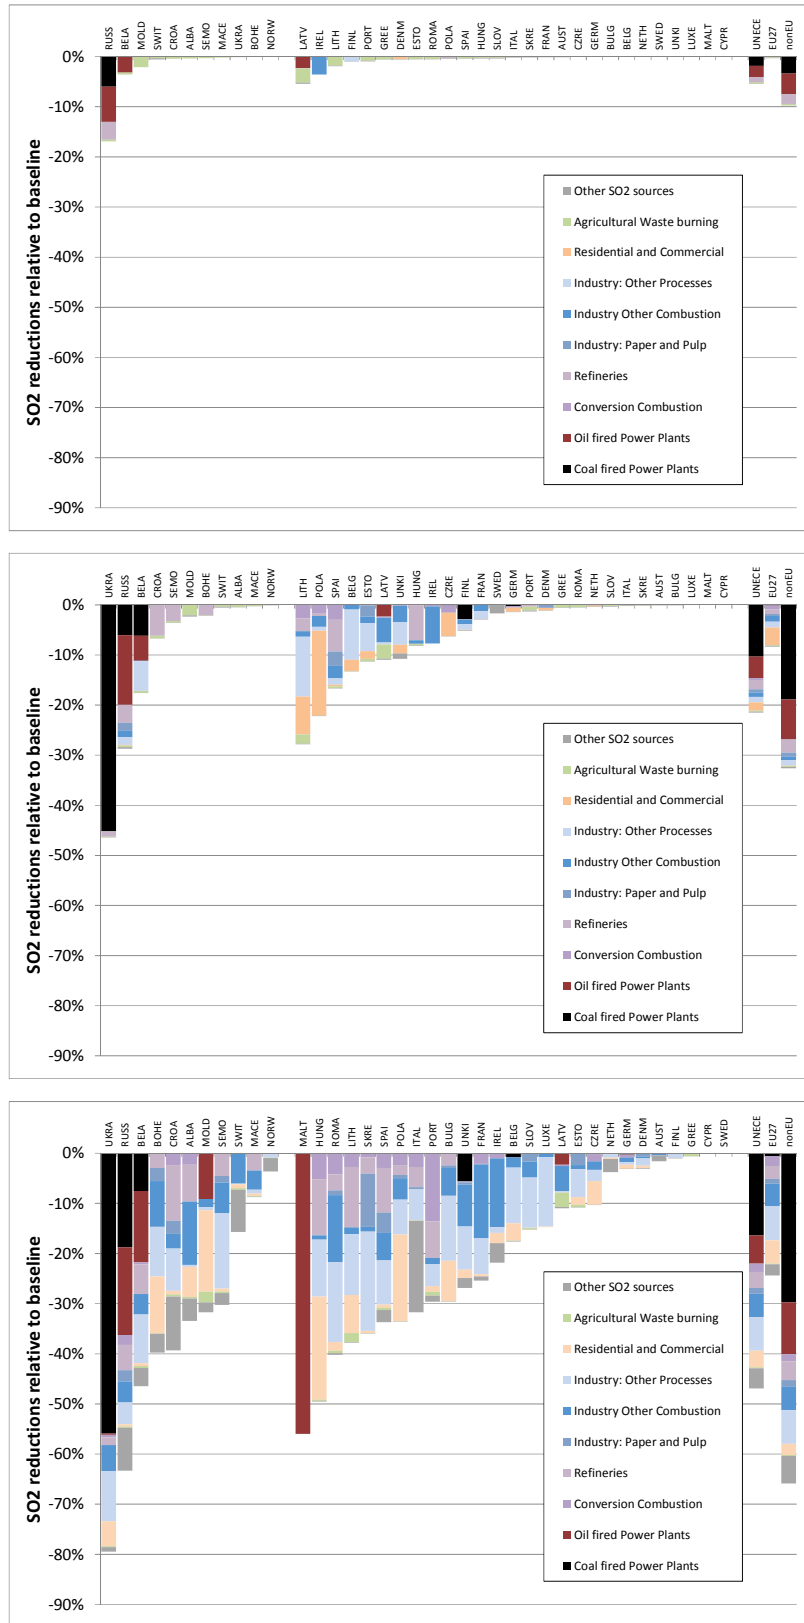 RUSS BELA MOLD SWIT CROA ALBA SEMO MACE UKRA BOHE NORW LATV IREL LITH FINL PORT GREE DENM ESTO ROMA POLA SPAI HUNG SLOV ITAL SKRE FRAN AUST CZRE GERM BULG BELG NETH SWED UNKI LUXE MALT CYPR UNECE EU27 nonEU
SO2 reductions relative to baseline
0%
-10%
-20%
-30%
-40%
-50%
-60%
-70%
-80%
-90%
Other SO2 sources
Agricultural Waste burning
Residential and Commercial
Industry: Other Processes
Industry Other Combustion
Industry: Paper and Pulp
Refineries
Conversion Combustion
Oil fired Power Plants
Coal fired Power Plants
UKRA RUSS BELA CROA SEMO MOLD BOHE SWIT ALBA MACE NORW LITH POLA SPAI BELG ESTO LATV UNKI HUNG IREL CZRE FINL FRAN SWED GERM PORT DENM GREE ROMA NETH SLOV ITAL SKRE AUST BULG LUXE MALT CYPR UNECE EU27 nonEU
SO2 reductions relative to baseline
0%
-10%
-20%
-30%
-40%
-50%
-60%
-70%
-80%
-90%
Other SO2 sources
Agricultural Waste burning
Residential and Commercial
Industry: Other Processes
Industry Other Combustion
Industry: Paper and Pulp
Refineries
Conversion Combustion
Oil fired Power Plants
Coal fired Power Plants
UKRA RUSS BELA BOHE CROA ALBA MOLD SEMO SWIT MACE NORW MALT HUNG ROMA LITH SKRE SPAI POLA ITAL PORT BULG UNKI FRAN IREL BELG SLOV LUXE LATV ESTO CZRE NETH GERM DENM AUST FINL GREE CYPR SWED UNECE EU27 nonEU
SO2 reductions relative to baseline
0%
-10%
-20%
-30%
-40%
-50%
-60%
-70%
-80%
-90%
Other SO2 sources
Agricultural Waste burning
Residential and Commercial
Industry: Other Processes
Industry Other Combustion
Industry: Paper and Pulp
Refineries
Conversion Combustion
Oil fired Power Plants
Coal fired Power Plants